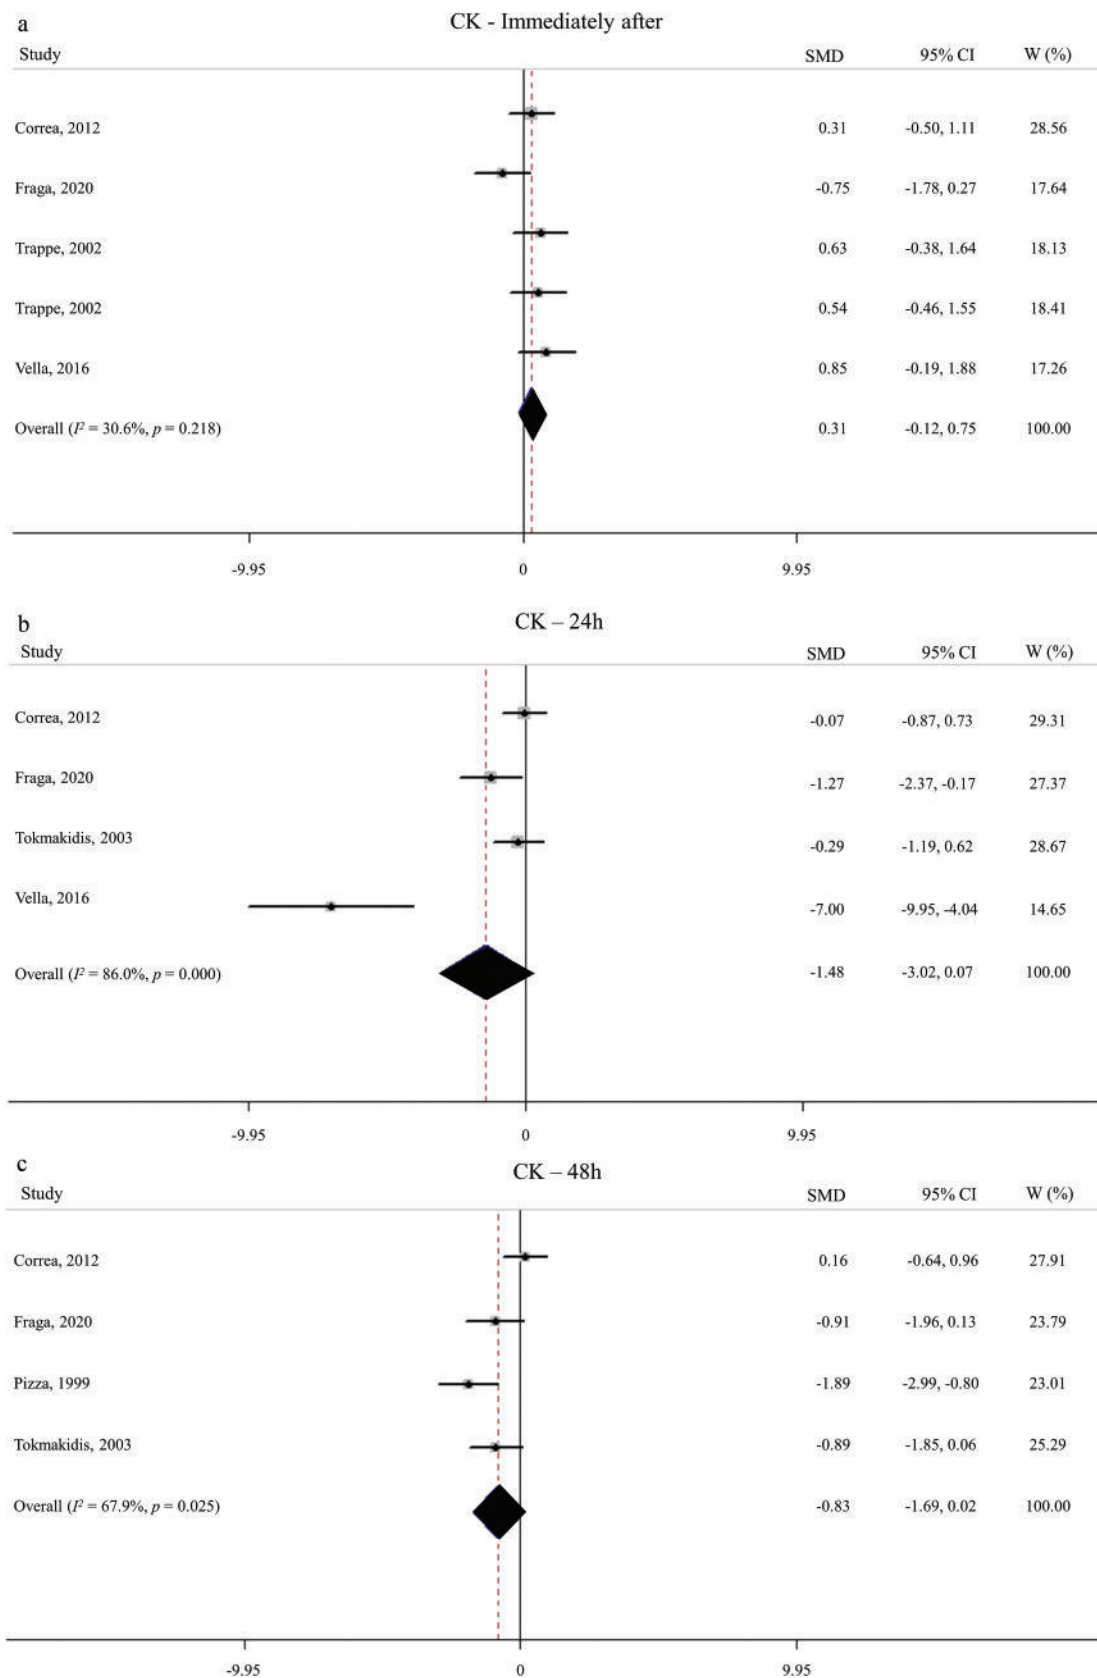 a
CK - Immediately after
Study SMD 95% CI W (%)
Correa, 2012 0.31 -0.50, 1.11 28.56
Fraga, 2020 -0.75 -1.78, 0.27 17.64
Trappe, 2002 0.63 -0.38, 1.64 18.13
Trappe, 2002 0.54 -0.46, 1.55 18.41
Vella, 2016 0.85 -0.19, 1.88 17.26
Overall (I² = 30.6%, p = 0.218) 0.31 -0.12, 0.75 100.00
-9.95 0 9.95
b
CK – 24h
Study SMD 95% CI W (%)
Correa, 2012 -0.07 -0.87, 0.73 29.31
Fraga, 2020 -1.27 -2.37, -0.17 27.37
Tokmakidis, 2003 -0.29 -1.19, 0.62 28.67
Vella, 2016 -7.00 -9.95, -4.04 14.65
Overall (I² = 86.0%, p = 0.000) -1.48 -3.02, 0.07 100.00
-9.95 0 9.95
c
CK – 48h
Study SMD 95% CI W (%)
Correa, 2012 0.16 -0.64, 0.96 27.91
Fraga, 2020 -0.91 -1.96, 0.13 23.79
Pizza, 1999 -1.89 -2.99, -0.80 23.01
Tokmakidis, 2003 -0.89 -1.85, 0.06 25.29
Overall (I² = 67.9%, p = 0.025) -0.83 -1.69, 0.02 100.00
-9.95 0 9.95